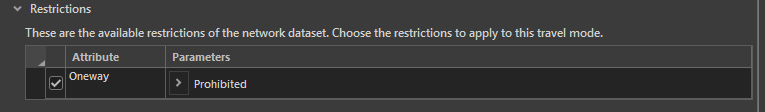 Restrictions
These are the available restrictions of the network dataset. Choose the restrictions to apply to this travel mode.
Attribute Parameters
Oneway Prohibited